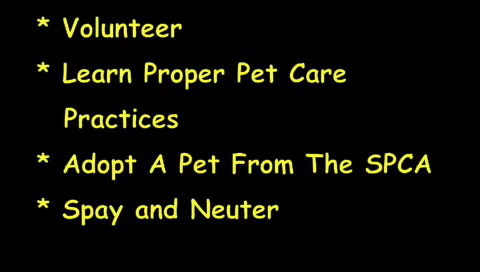 * Volunteer
* Learn Proper Pet Care
Practices
* Adopt A Pet From The SPCA
* Spay and Neuter